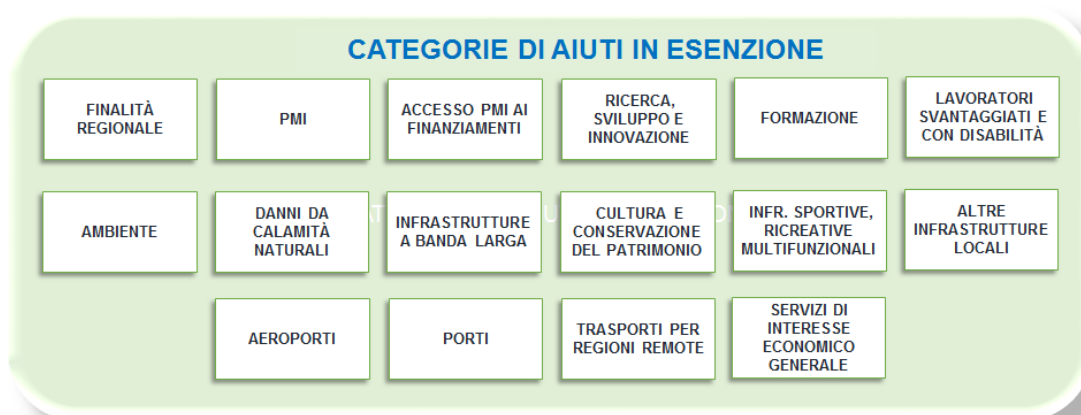 CATEGORIE DI AIUTI IN ESENZIONE
FINALITÀ
REGIONALE
PMI
ACCESSO PMI AI
FINANZIAMENTI
RICERCA,
SVILUPPO E
INNOVAZIONE
FORMAZIONE
LAVORATORI
SVANTAGGIATI E
CON DISABILITÀ
AMBIENTE
DANNI DA
CALAMITÀ
NATURALI
INFRASTRUTTURE
A BANDA LARGA
CULTURA E
CONSERVAZIONE
DEL PATRIMONIO
INFR. SPORTIVE,
RICREATIVE
MULTIFUNZIONALI
ALTRE
INFRASTRUTTURE
LOCALI
AEROPORTI
PORTI
TRASPORTI PER
REGIONI REMOTE
SERVIZI DI
INTERESSE
ECONOMICO
GENERALE